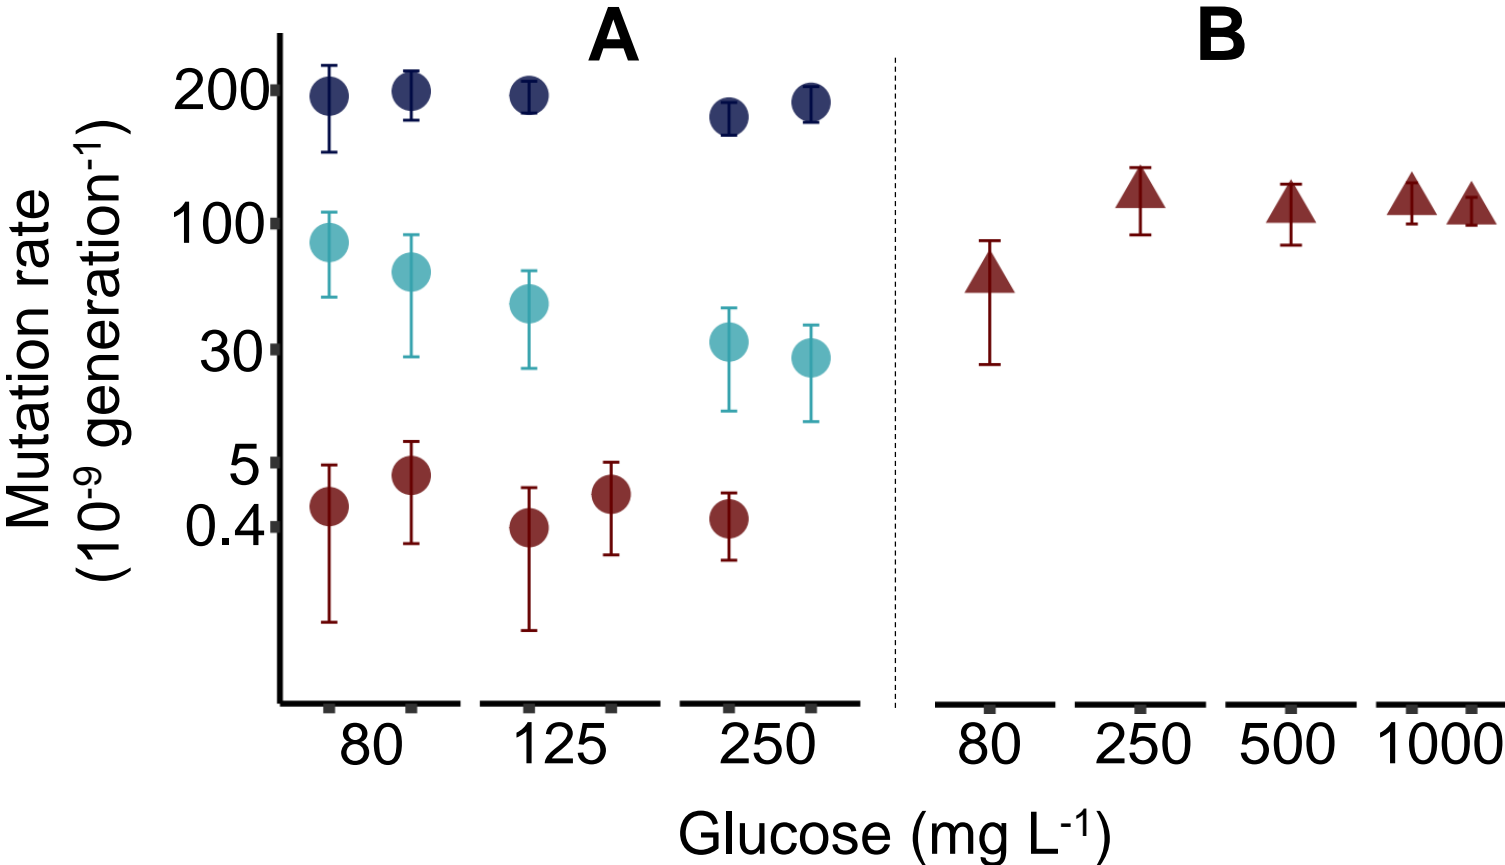 A
B
Mutation rate
(10⁻⁹ generation⁻¹)
200
100
30
5
0.4
80 125 250 80 250 500 1000
Glucose (mg L⁻¹)